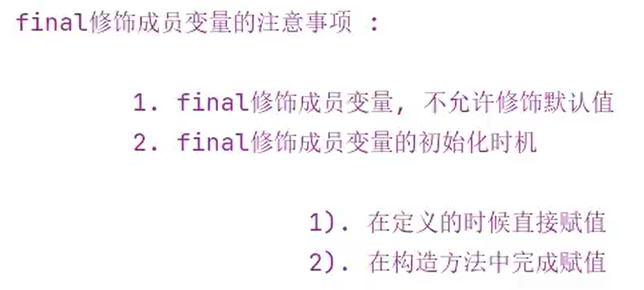 final修饰成员变量的注意事项 :
1. final修饰成员变量, 不允许修饰默认值
2. final修饰成员变量的初始化时机
1). 在定义的时候直接赋值
2). 在构造方法中完成赋值